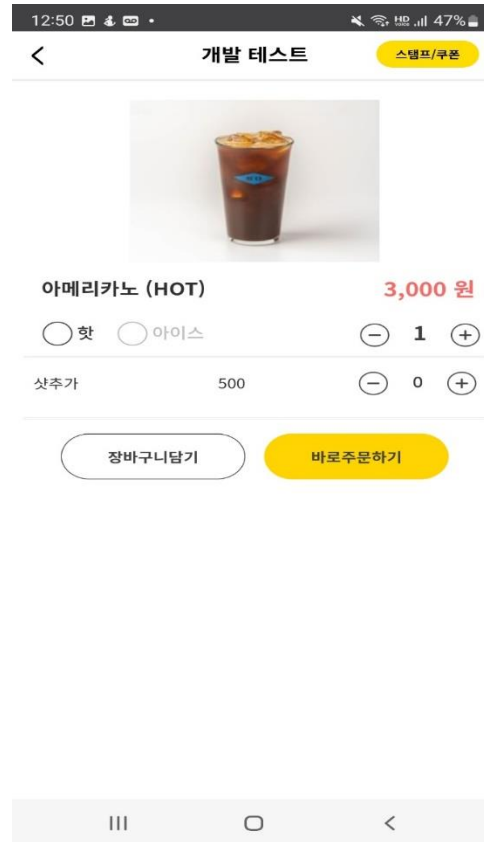 12:50 47%
개발 테스트 스탬프/쿠폰
아메리카노 (HOT) 3,000 원
핫 아이스 1
샷추가 500 0
장바구니담기 바로주문하기